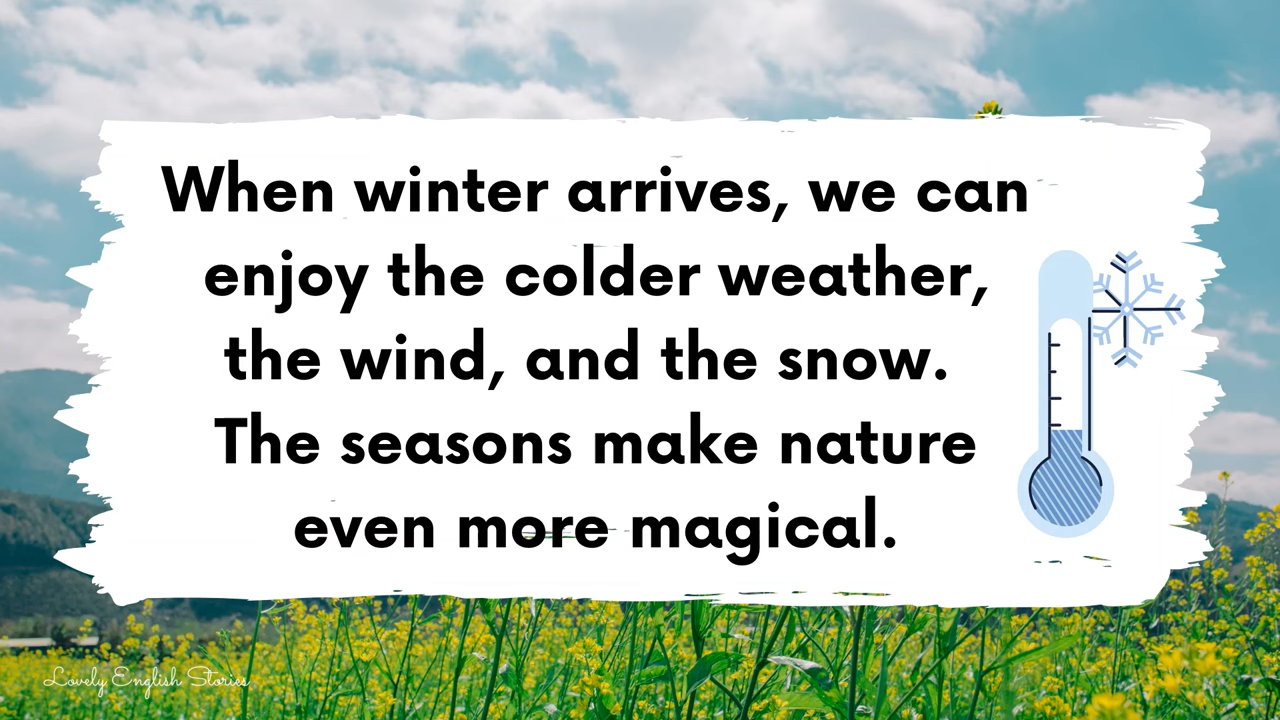 When winter arrives, we can
enjoy the colder weather,
the wind, and the snow.
The seasons make nature
even more magical.
Lovely English Stories